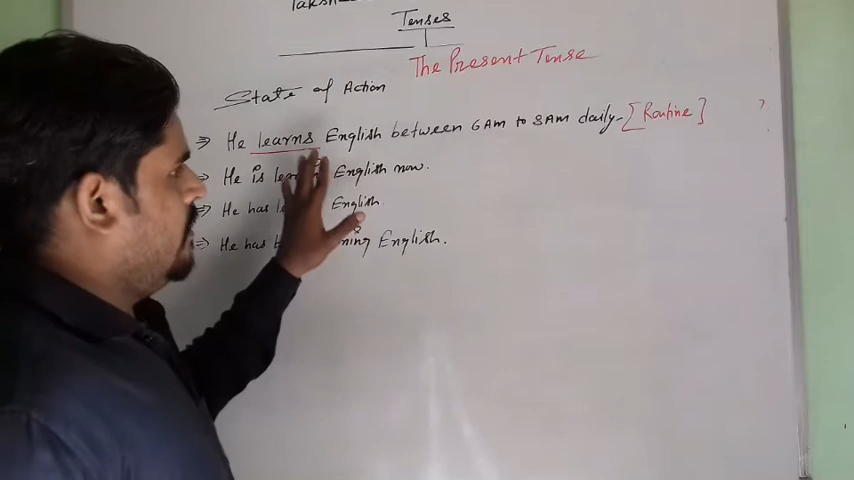 Tenses
The Present Tense
State of Action
⇒ He learns English between 6AM to 8AM daily - [Routine]
⇒ He is English now.
⇒ He has English.
⇒ He has English.